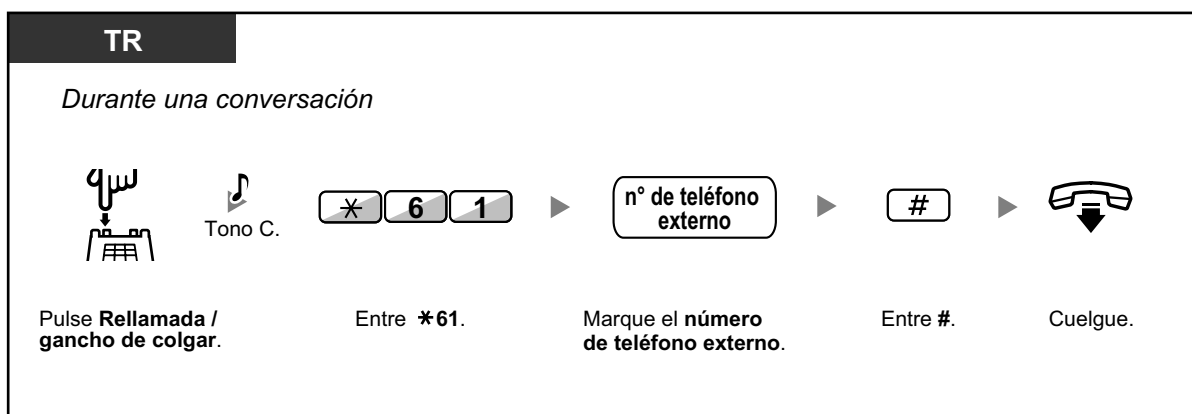 TR
Durante una conversación
Tono C.
* 6 1
n° de teléfono
externo
#
Pulse Rellamada /
gancho de colgar.
Entre *61.
Marque el número
de teléfono externo.
Entre #.
Cuelgue.